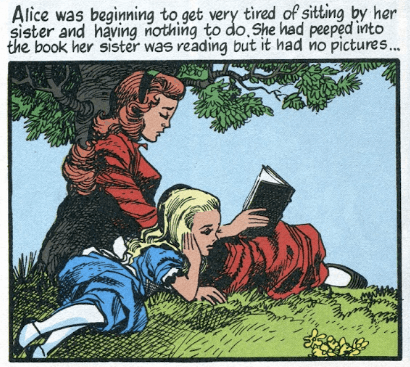 Alice was beginning to get very tired of sitting by her
sister and having nothing to do. She had peeped into
the book her sister was reading but it had no pictures...